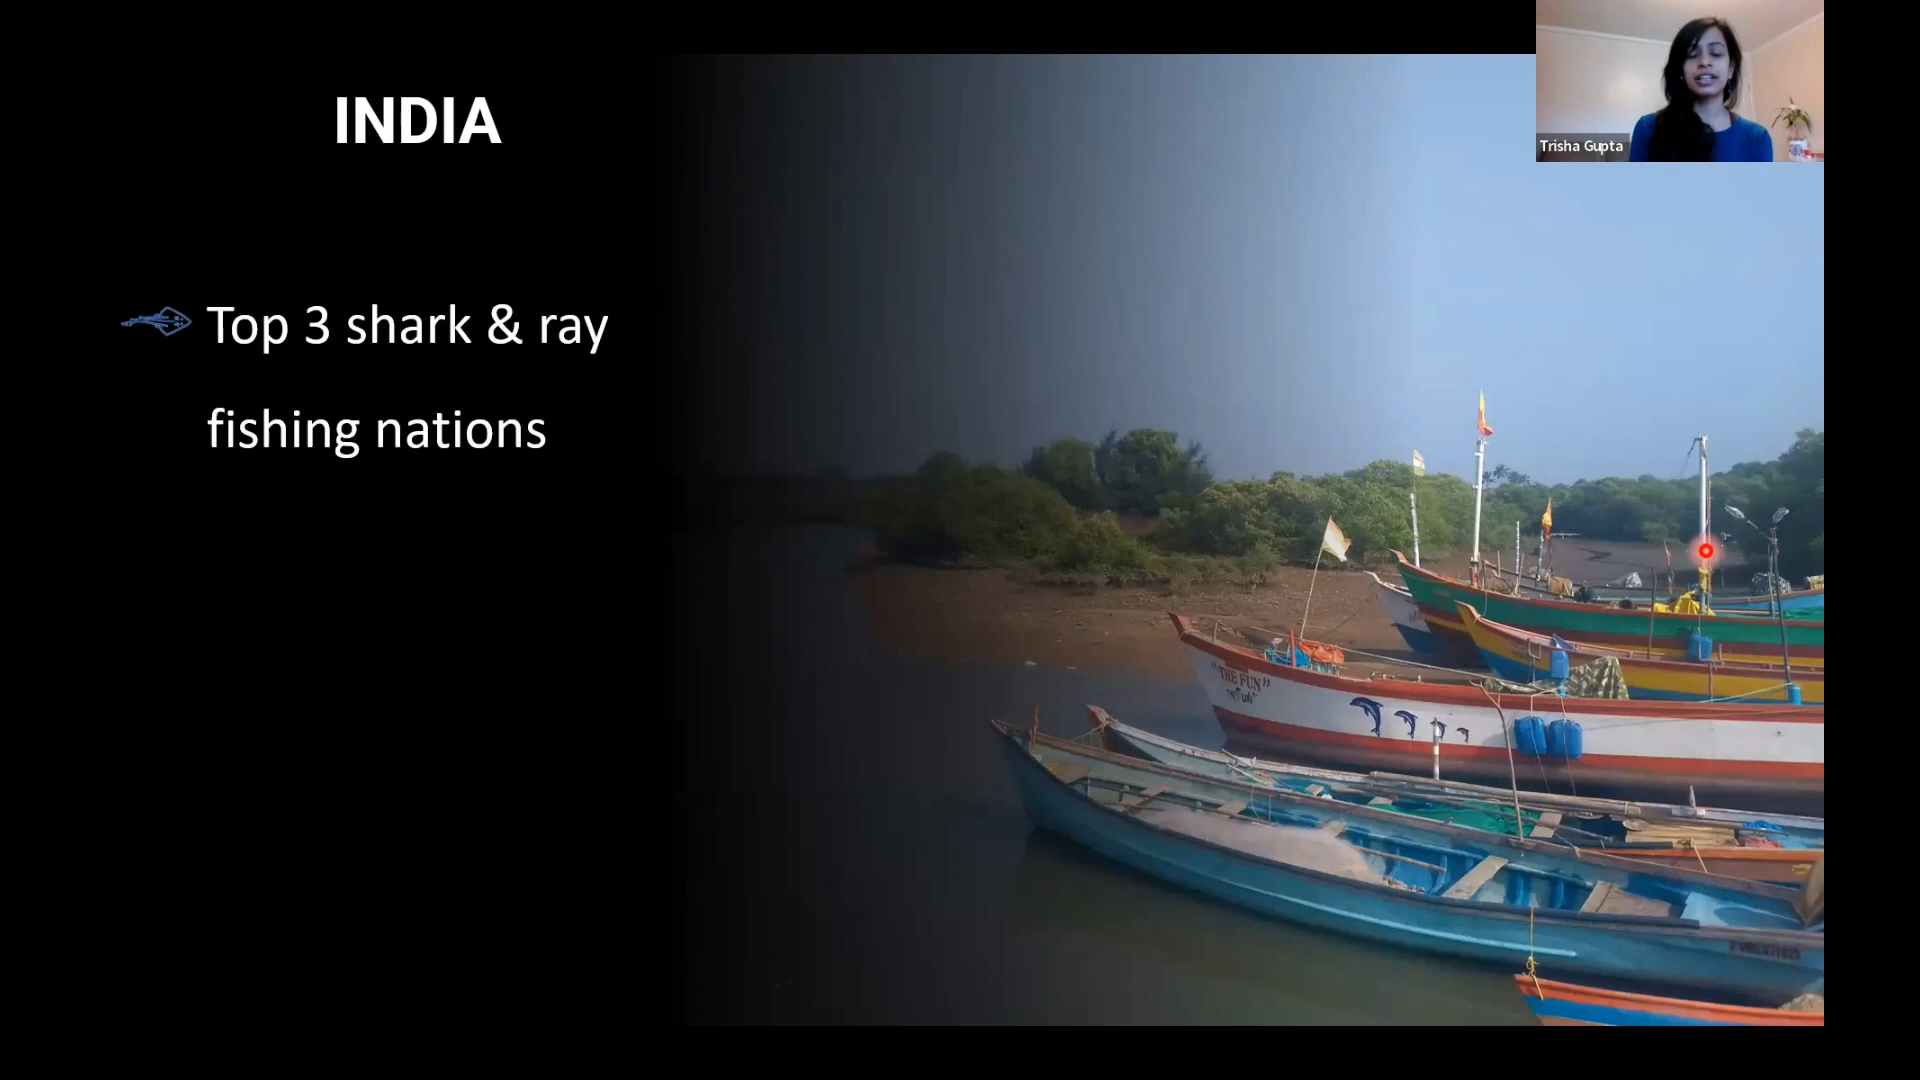 INDIA
Top 3 shark & ray
fishing nations
Trisha Gupta
"THE FUN"